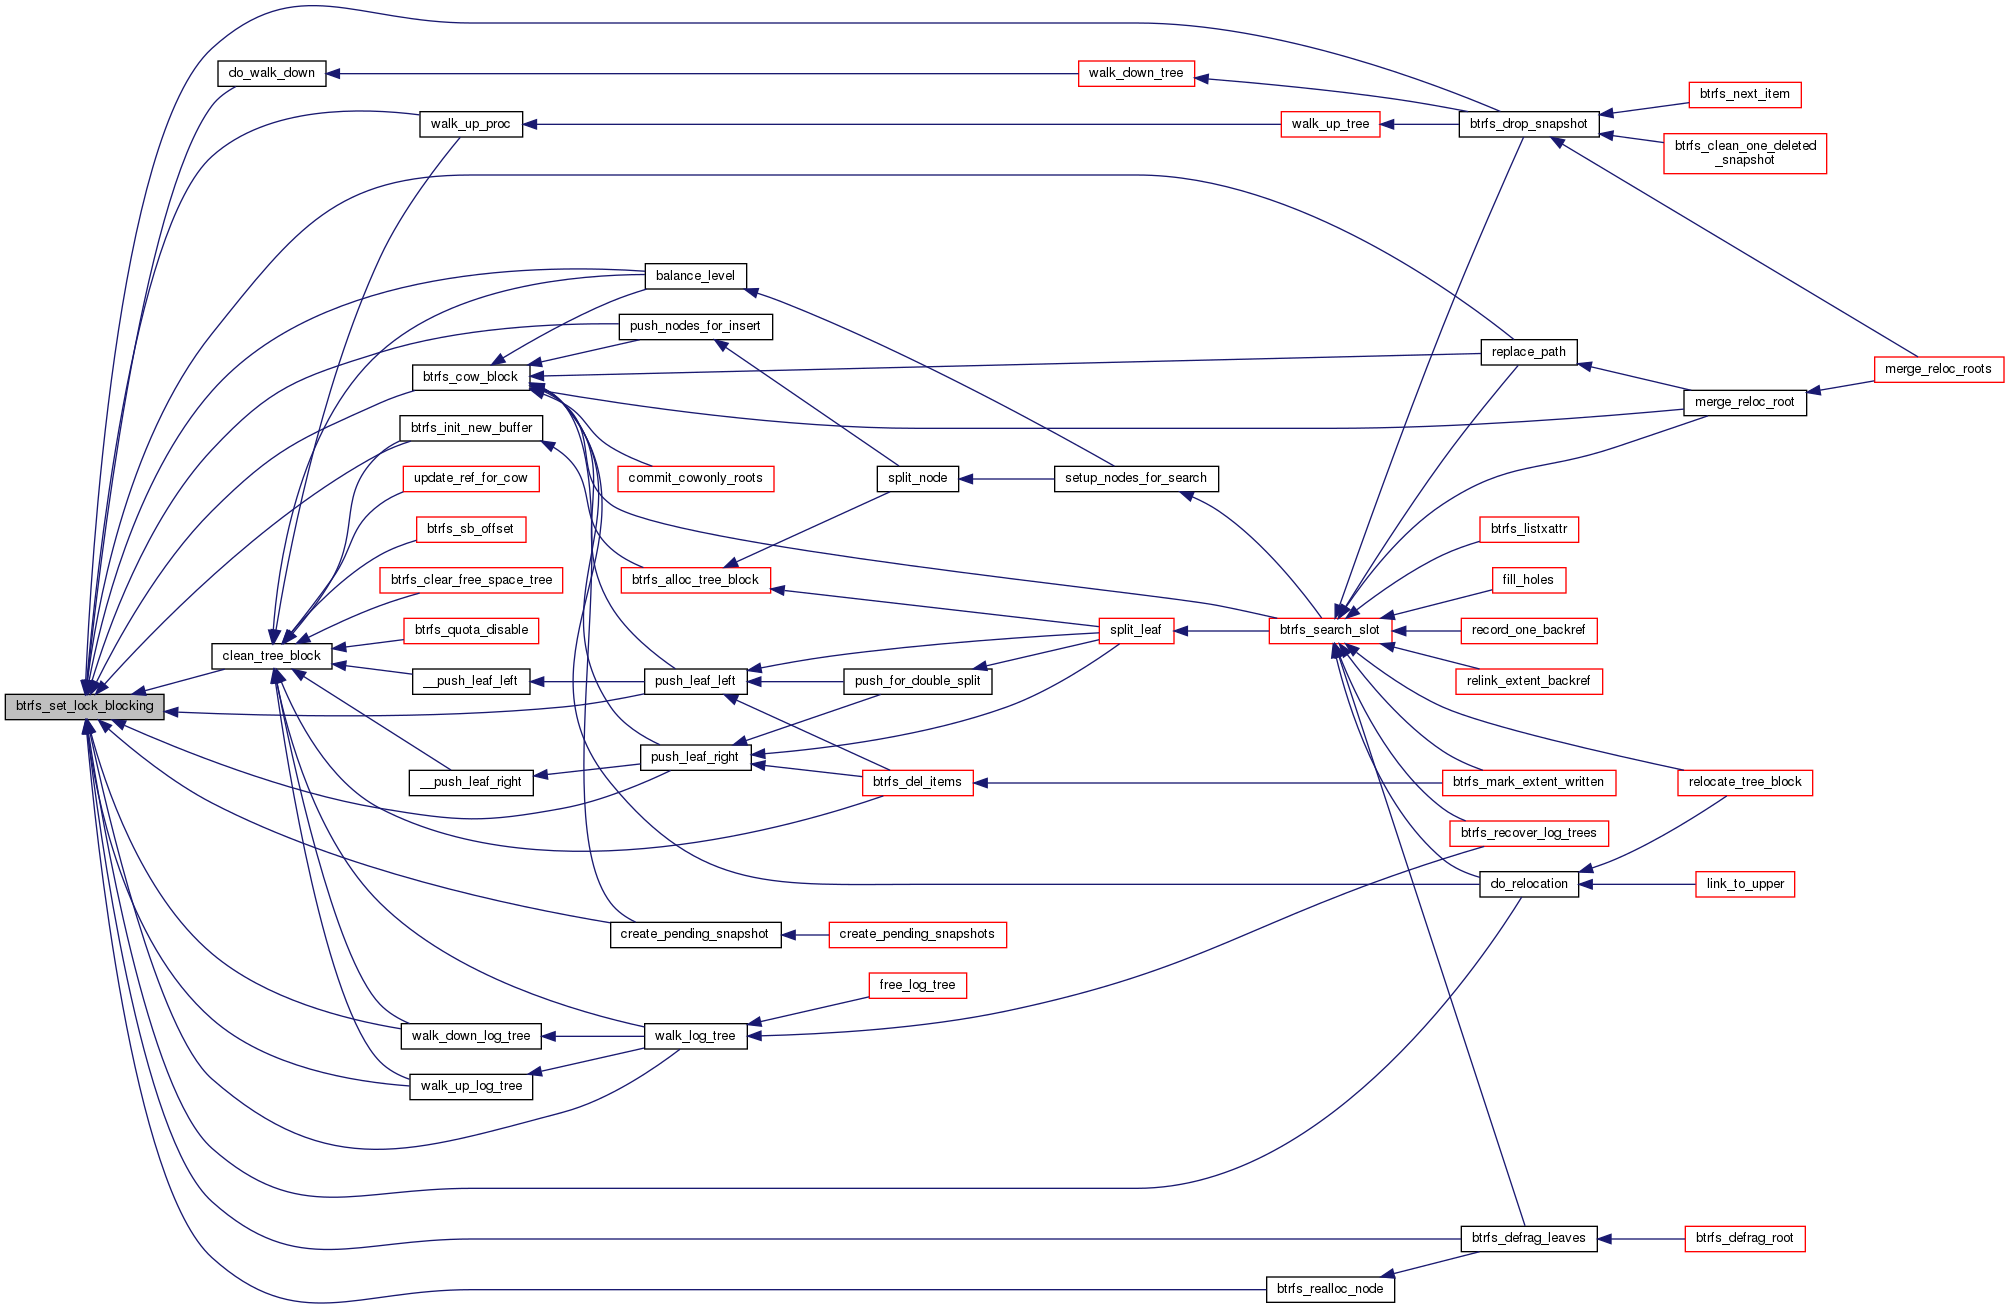 do_walk_down
walk_down_tree
btrfs_next_item
walk_up_proc
walk_up_tree
btrfs_drop_snapshot
btrfs_clean_one_deleted
_snapshot
balance_level
push_nodes_for_insert
replace_path
btrfs_cow_block
merge_reloc_roots
merge_reloc_root
btrfs_init_new_buffer
update_ref_for_cow
commit_cowonly_roots
split_node
setup_nodes_for_search
btrfs_sb_offset
btrfs_listxattr
btrfs_clear_free_space_tree
btrfs_alloc_tree_block
fill_holes
btrfs_quota_disable
split_leaf
btrfs_search_slot
record_one_backref
clean_tree_block
__push_leaf_left
push_leaf_left
push_for_double_split
relink_extent_backref
btrfs_set_lock_blocking
push_leaf_right
__push_leaf_right
btrfs_del_items
btrfs_mark_extent_written
relocate_tree_block
btrfs_recover_log_trees
do_relocation
link_to_upper
create_pending_snapshot
create_pending_snapshots
free_log_tree
walk_down_log_tree
walk_log_tree
walk_up_log_tree
btrfs_defrag_leaves
btrfs_defrag_root
btrfs_realloc_node